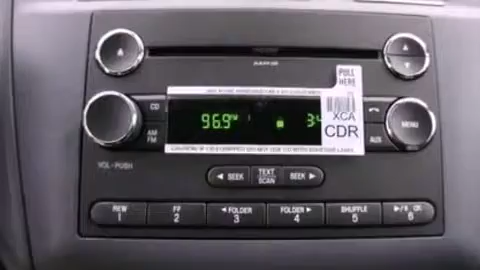 PULL
HERE
XCA
CDR
CD
AM
FM
96.9
34
MENU
AUX
VOL - PUSH
SEEK
TEXT
SCAN
SEEK
REW
1
FF
2
FOLDER
3
FOLDER
4
SHUFFLE
5
6